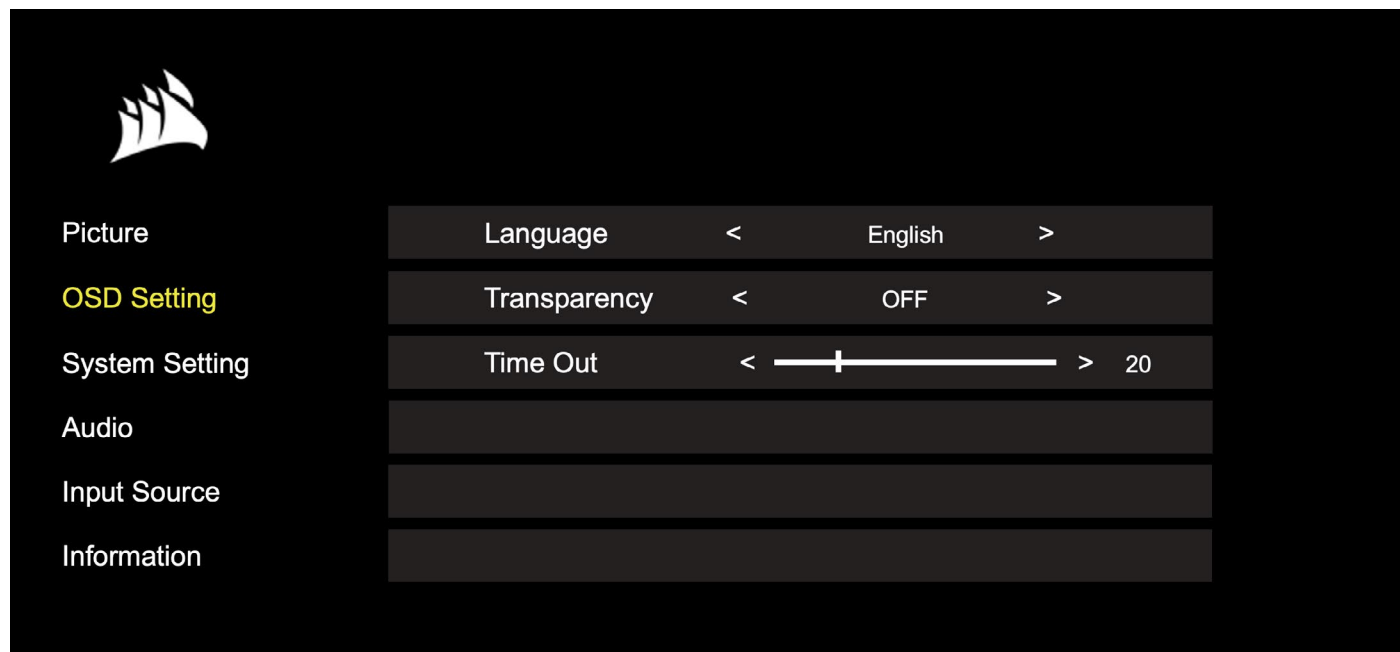 Picture Language < English >
OSD Setting Transparency < OFF >
System Setting Time Out < > 20
Audio
Input Source
Information